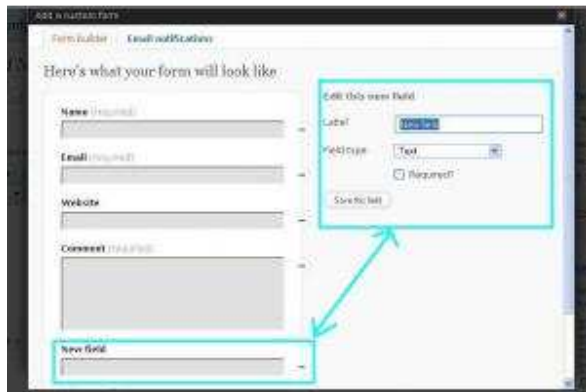 Add a custom form
Form builder
Email notifications
Here's what your form will look like
Name (required)
Email (required)
Website
Comment (required)
New field
Edit this new field
Label
New field
Field type
Text
Required?
Save this field